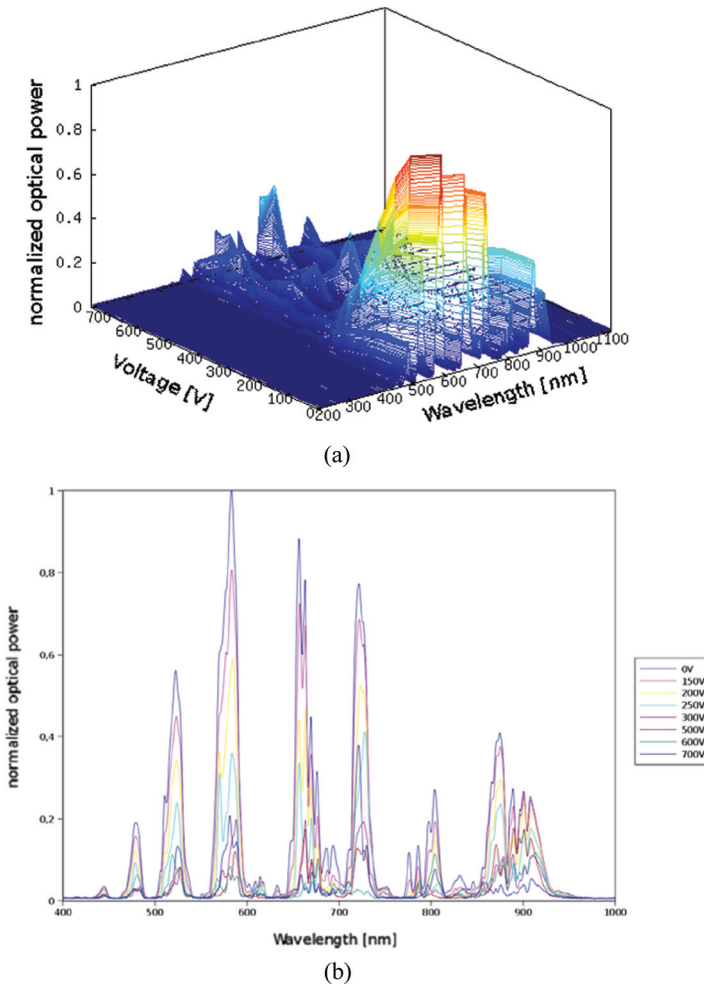 1
0.8
0.6
0.4
0.2
0
normalized optical power
700
600
500
400
300
200
100
0
Voltage [V]
200
300
400
500
600
700
800
900
1000
1100
Wavelength [nm]
(a)
1
0,8
0,6
0,4
0,2
0
normalized optical power
400
500
600
700
800
900
1000
Wavelength [nm]
0V
150V
200V
250V
300V
500V
600V
700V
(b)